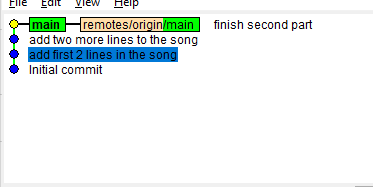 File Edit View Help
main remotes/origin/main finish second part
add two more lines to the song
add first 2 lines in the song
Initial commit